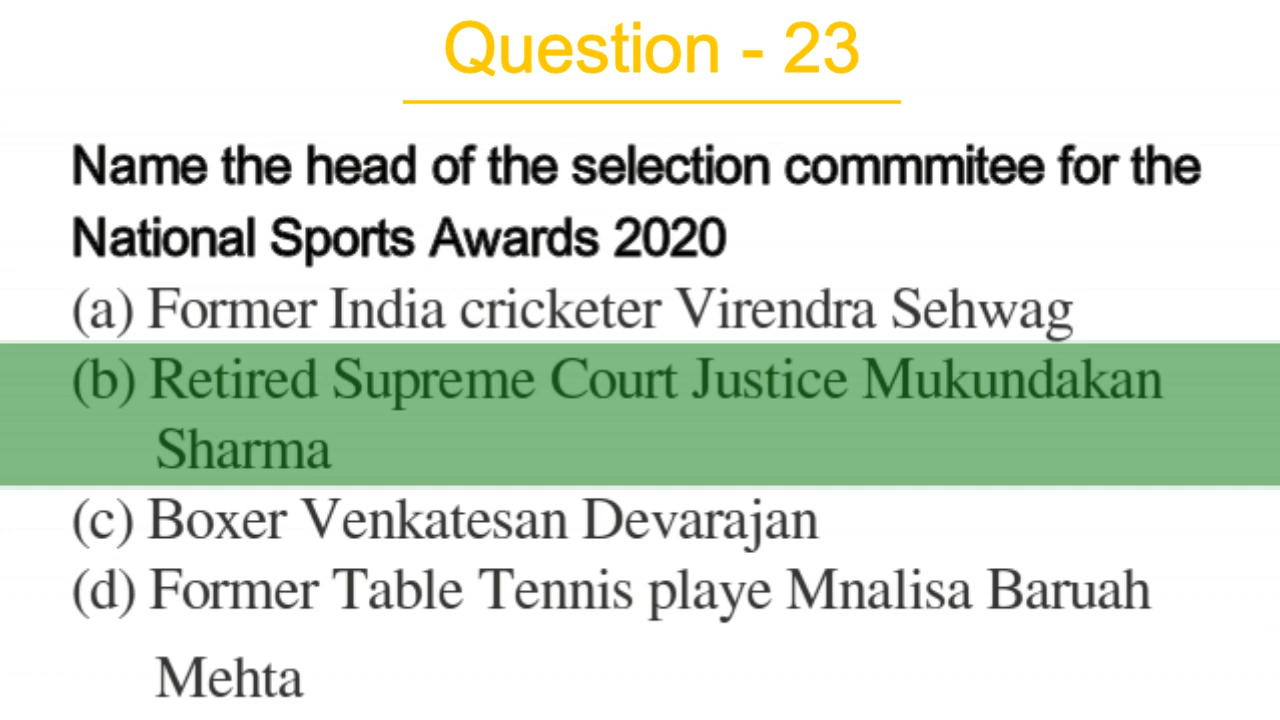 Question - 23
Name the head of the selection commmitee for the
National Sports Awards 2020
(a) Former India cricketer Virendra Sehwag
(b) Retired Supreme Court Justice Mukundakan
Sharma
(c) Boxer Venkatesan Devarajan
(d) Former Table Tennis playe Mnalisa Baruah
Mehta